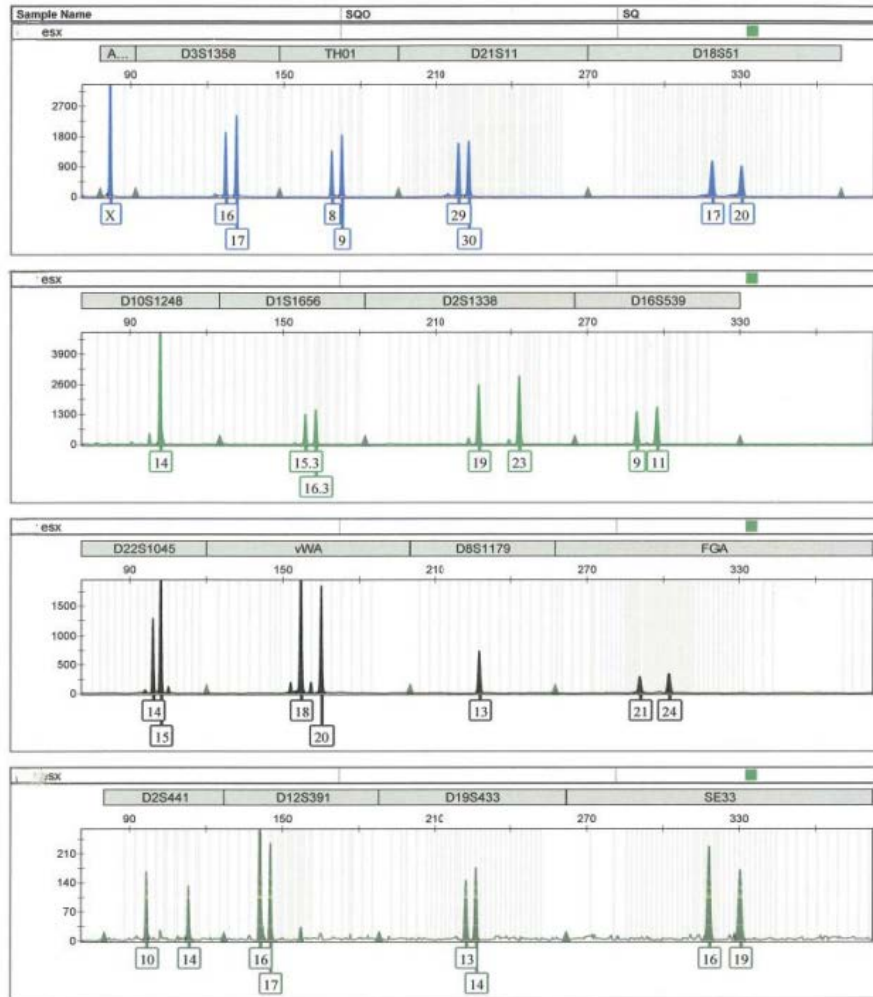 Sample Name SQO SQ
esx
A... D3S1358 TH01 D21S11 D18S51
90 150 210 270 330
2700
1800
900
0
X 16 8 29 17 20
17 9 30
esx
D10S1248 D1S1656 D2S1338 D16S539
90 150 210 270 330
3900
2600
1300
0
14 15.3 19 23 9 11
16.3
esx
D22S1045 vWA D8S1179 FGA
90 150 210 270 330
1500
1000
500
0
14 18 13 21 24
15 20
esx
D2S441 D12S391 D19S433 SE33
90 150 210 270 330
210
140
70
0
10 14 16 13 16 19
17 14